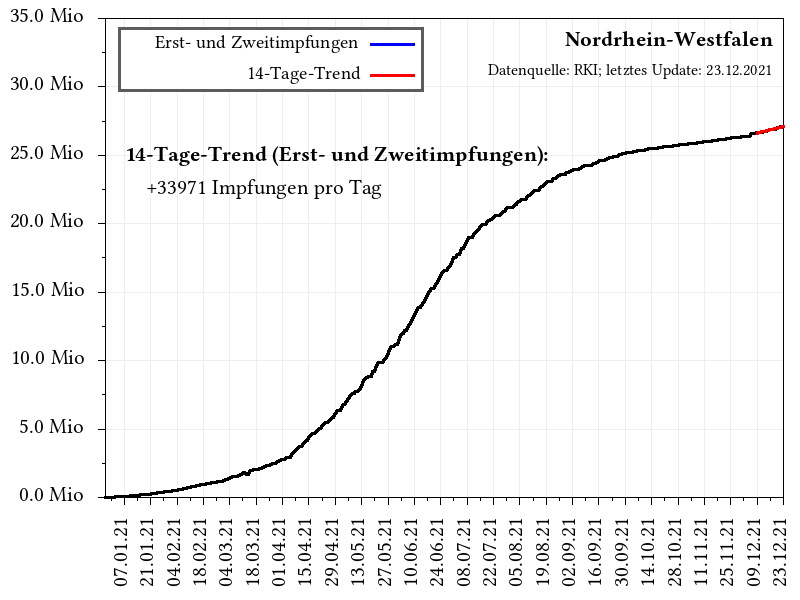 35.0 Mio
30.0 Mio
25.0 Mio
20.0 Mio
15.0 Mio
10.0 Mio
5.0 Mio
0.0 Mio
Erst- und Zweitimpfungen
14-Tage-Trend
Nordrhein-Westfalen
Datenquelle: RKI; letztes Update: 23.12.2021
14-Tage-Trend (Erst- und Zweitimpfungen):
+33971 Impfungen pro Tag
07.01.21
21.01.21
04.02.21
18.02.21
04.03.21
18.03.21
01.04.21
15.04.21
29.04.21
13.05.21
27.05.21
10.06.21
24.06.21
08.07.21
22.07.21
05.08.21
19.08.21
02.09.21
16.09.21
30.09.21
14.10.21
28.10.21
11.11.21
25.11.21
09.12.21
23.12.21